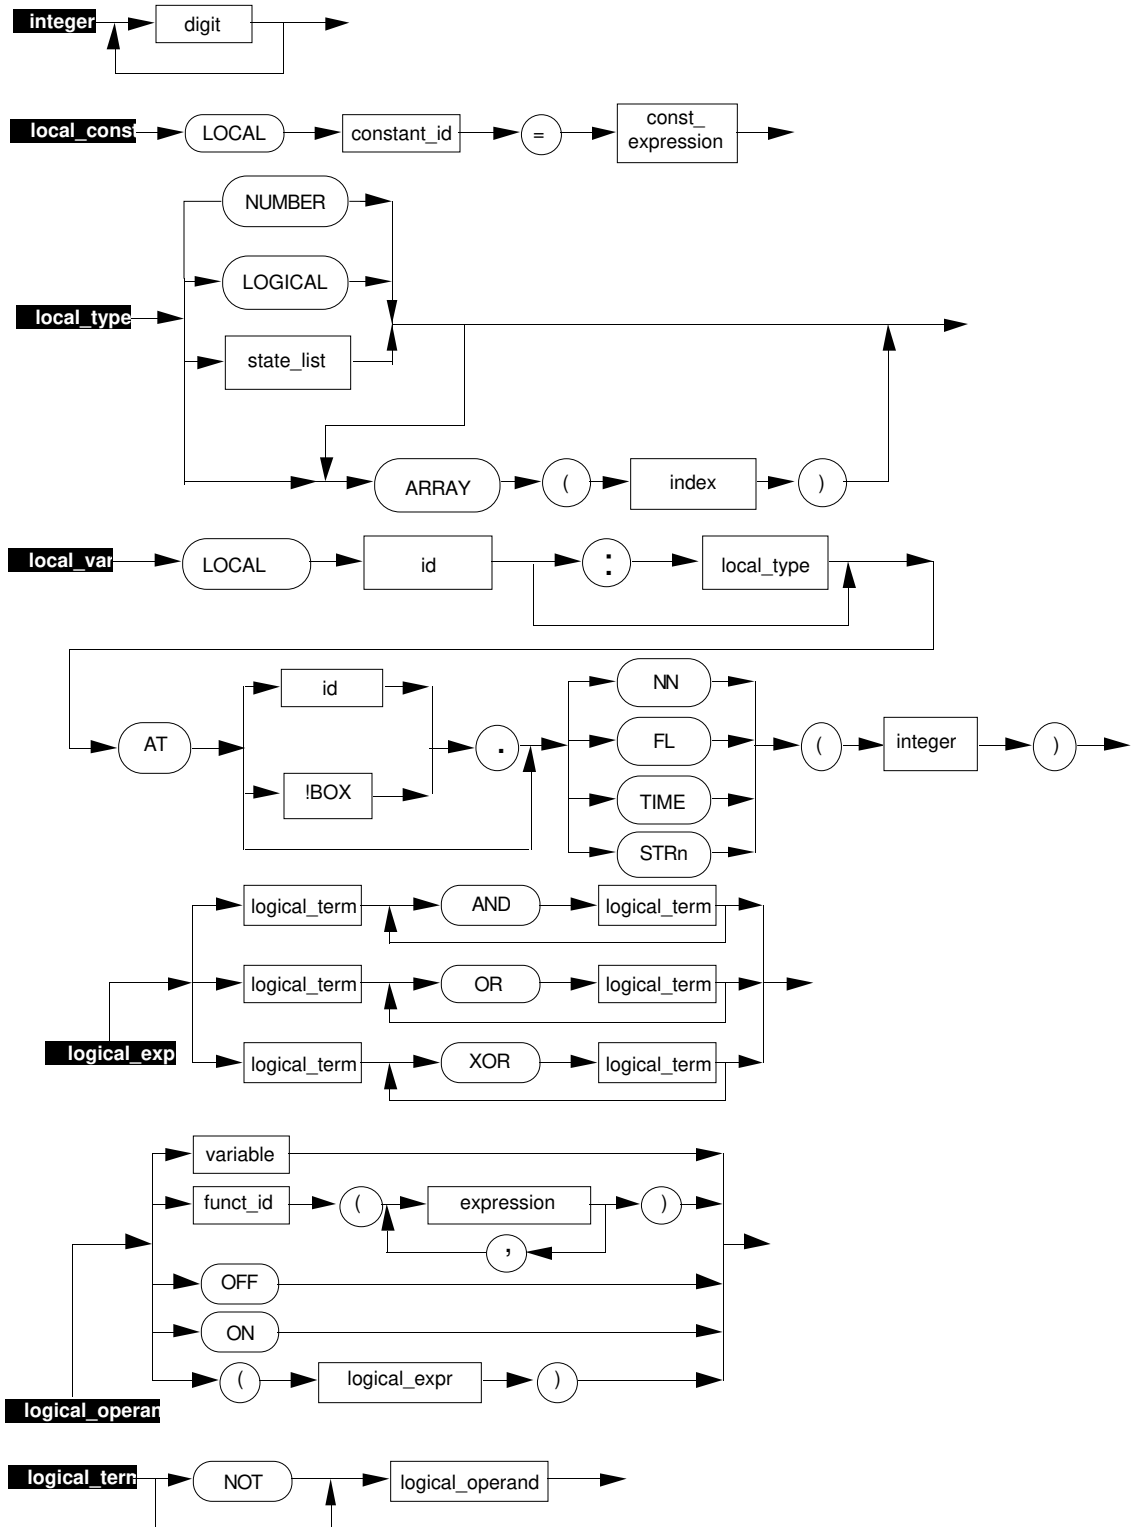 integer digit
local_const LOCAL constant_id = const_
expression
NUMBER
LOGICAL
local_type
state_list
ARRAY ( index )
local_var LOCAL id : local_type
id
NN
AT . FL ( integer )
!BOX TIME
STRn
logical_term AND logical_term
logical_term OR logical_term
logical_exp
logical_term XOR logical_term
variable
funct_id ( expression )
,
OFF
ON
( logical_expr )
logical_operan
logical_tern NOT logical_operand